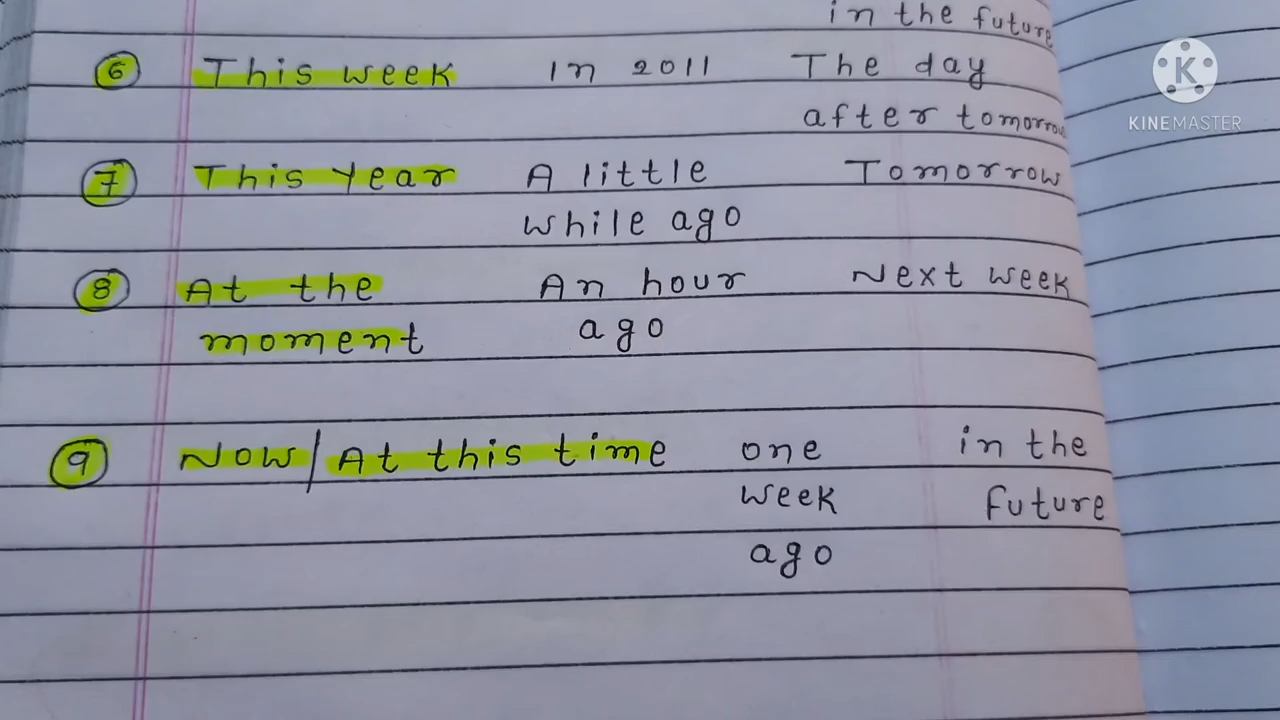 in the future
6 This week In 2011 The day
after tomorrow
7 This year A little Tomorrow
while ago
8 At the An hour Next week
moment ago
9 Now/At this time one in the
week future
ago
KINEMASTER